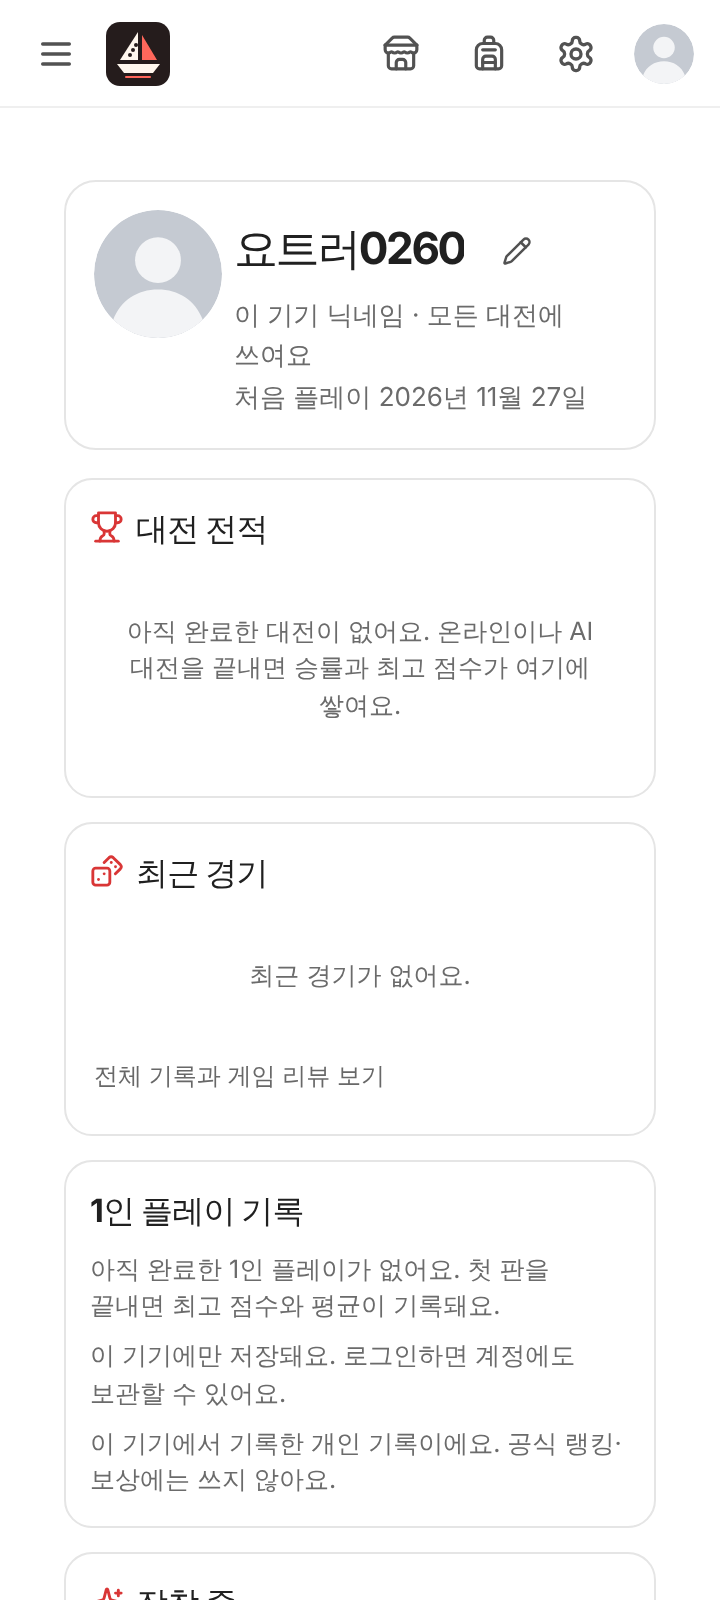 요트러0260
이 기기 닉네임 · 모든 대전에
쓰여요
처음 플레이 2026년 11월 27일
대전 전적
아직 완료한 대전이 없어요. 온라인이나 AI
대전을 끝내면 승률과 최고 점수가 여기에
쌓여요.
최근 경기
최근 경기가 없어요.
전체 기록과 게임 리뷰 보기
1인 플레이 기록
아직 완료한 1인 플레이가 없어요. 첫 판을
끝내면 최고 점수와 평균이 기록돼요.
이 기기에만 저장돼요. 로그인하면 계정에도
보관할 수 있어요.
이 기기에서 기록한 개인 기록이에요. 공식 랭킹·
보상에는 쓰지 않아요.